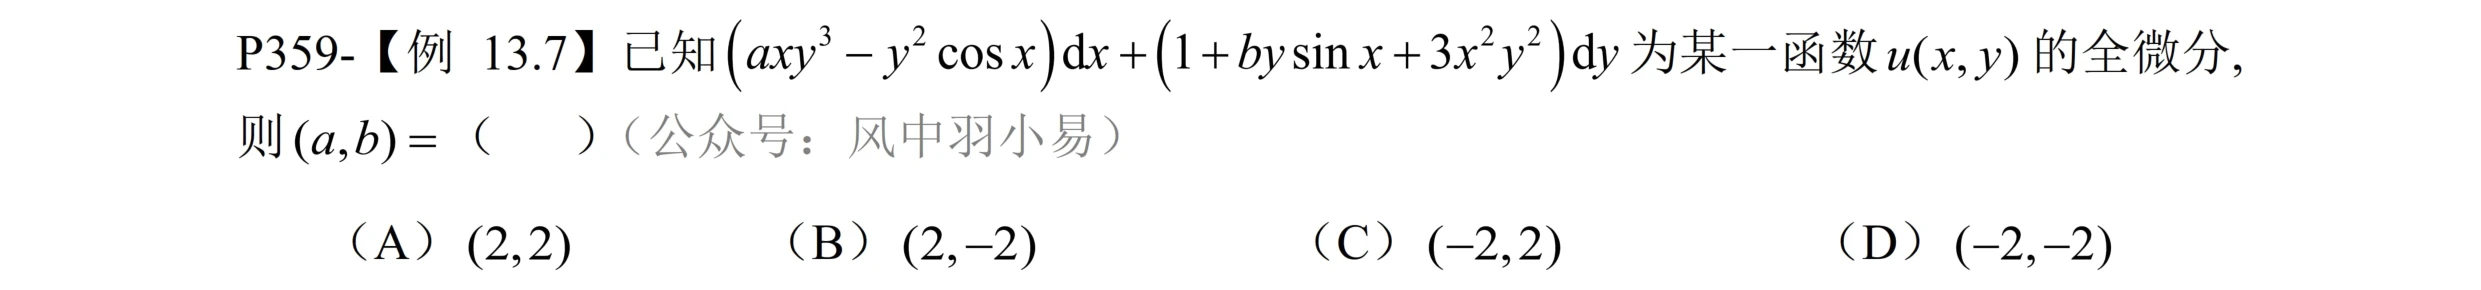 P359-【例 13.7】已知(axy³ − y² cos x)dx + (1 + by sin x + 3x²y²)dy 为某一函数 u(x, y) 的全微分,
则 (a,b) = （ ）（公众号：风中羽小易）
（A）(2,2) （B）(2,−2) （C）(−2,2) （D）(−2,−2)